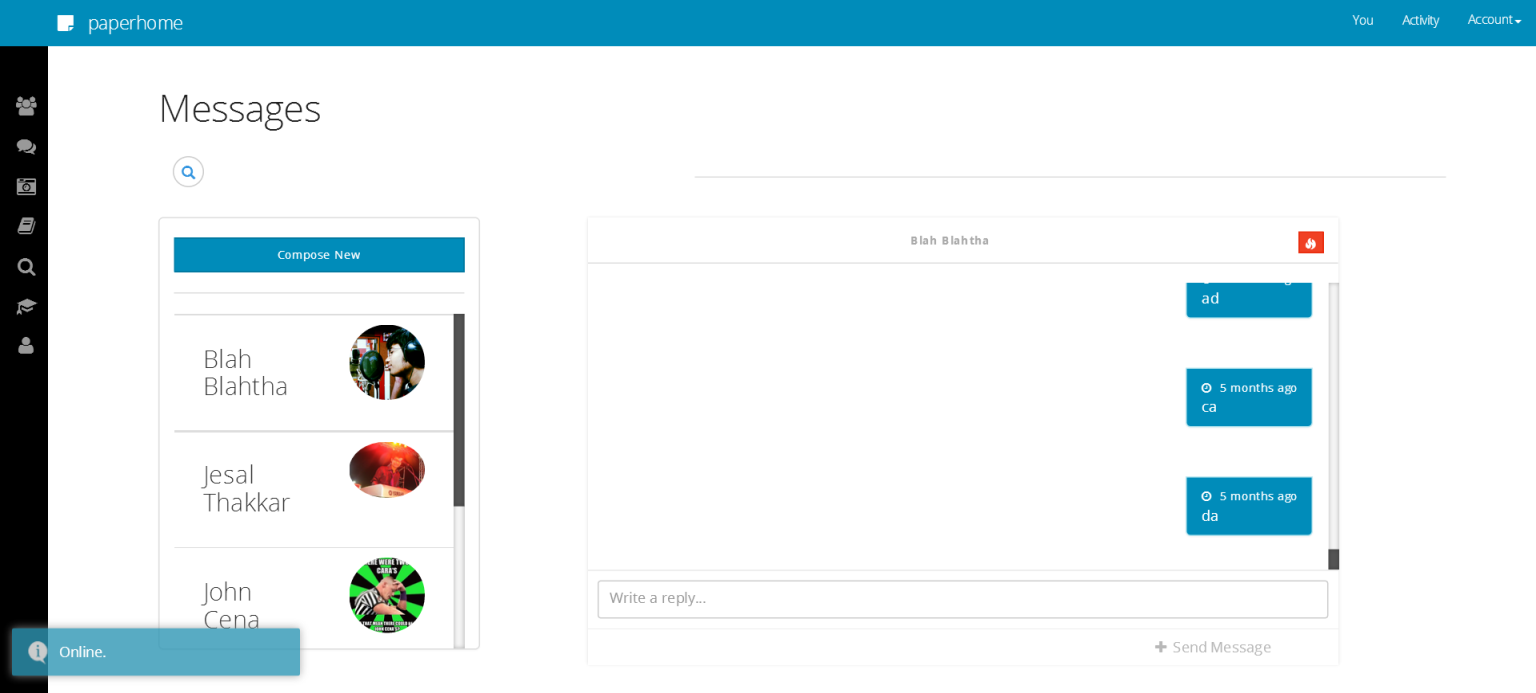 paperhome
You
Activity
Account
Messages
Compose New
Blah
Blahtha
Jesal
Thakkar
John
Cena
Online.
Blah Blahtha
ad
5 months ago
ca
5 months ago
da
Write a reply...
Send Message